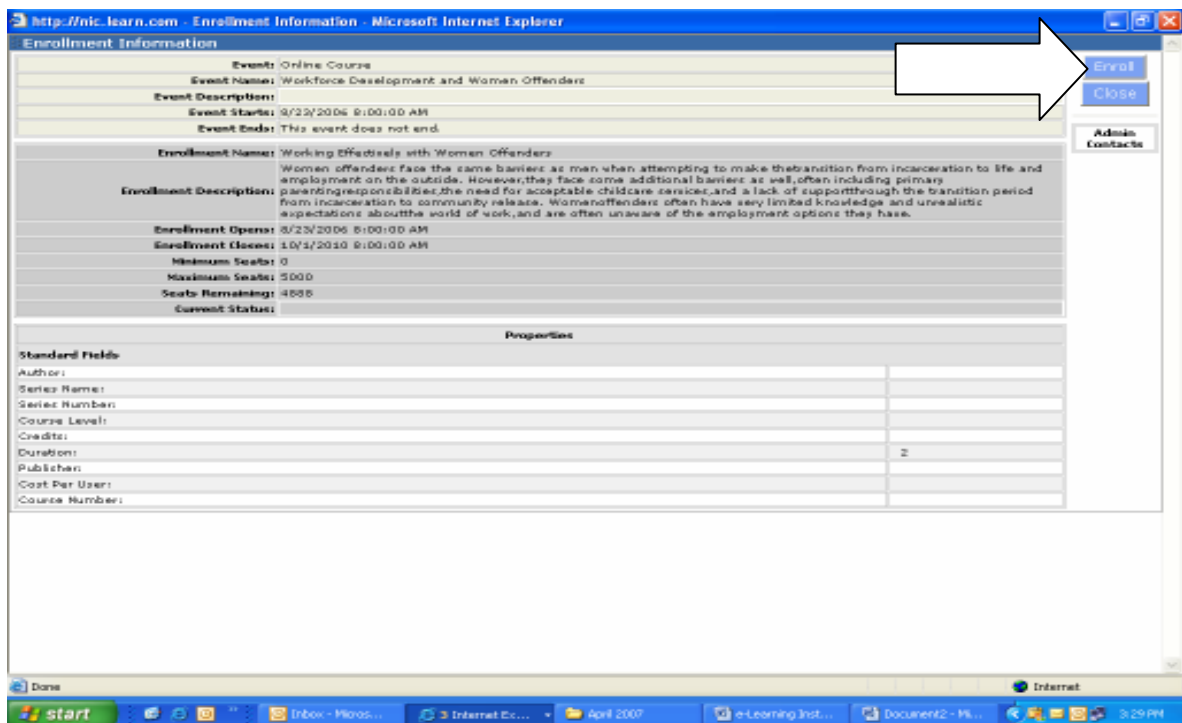 http://nic.learn.com - Enrollment Information - Microsoft Internet Explorer
Enrollment Information
Event: Online Course
Event Name: Workforce Development and Women Offenders
Event Description:
Event Starts: 8/23/2006 8:00:00 AM
Event Ends: This event does not end.
Enroll
Close
Admin
Contacts
Enrollment Name: Working Effectively with Women Offenders
Women offenders face the same barriers as men when attempting to make thetransition from incarceration to life and
employment on the outside. However,they face some additional barriers as well,often including primary
Enrollment Description: parentingresponsibilities,the need for acceptable childcare services,and a lack of supportthrough the transition period
from incarceration to community release. Womenoffenders often have very limited knowledge and unrealistic
expectations aboutthe world of work,and are often unaware of the employment options they have.
Enrollment Opens: 8/23/2006 8:00:00 AM
Enrollment Closes: 10/1/2010 8:00:00 AM
Minimum Seats: 0
Maximum Seats: 5000
Seats Remaining:
Current Status:
Properties
Standard Fields
Author:
Series Name:
Series Number:
Course Level:
Credits:
Duration: 2
Publisher:
Cost Per User:
Course Number:
Done
Internet
start
Inbox - Micros...
3 Internet Ex...
April 2007
e-Learning Inst...
Document2 - Mi...
3:29 PM